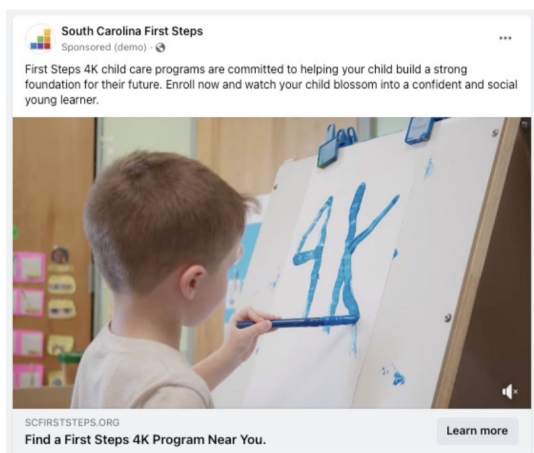 South Carolina First Steps
Sponsored (demo) ·
First Steps 4K child care programs are committed to helping your child build a strong
foundation for their future. Enroll now and watch your child blossom into a confident and social
young learner.
4K
SCFIRSTSTEPS.ORG
Find a First Steps 4K Program Near You.
Learn more